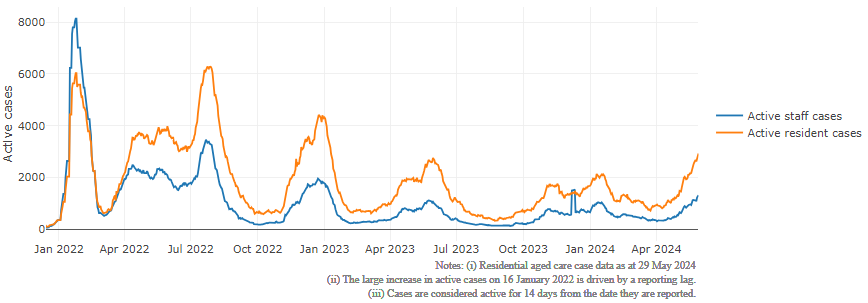 8000
6000
4000
2000
0
Active cases
Jan 2022 Apr 2022 Jul 2022 Oct 2022 Jan 2023 Apr 2023 Jul 2023 Oct 2023 Jan 2024 Apr 2024
Active staff cases
Active resident cases
Notes: (i) Residential aged care case data as at 29 May 2024
(ii) The large increase in active cases on 16 January 2022 is driven by a reporting lag.
(iii) Cases are considered active for 14 days from the date they are reported.